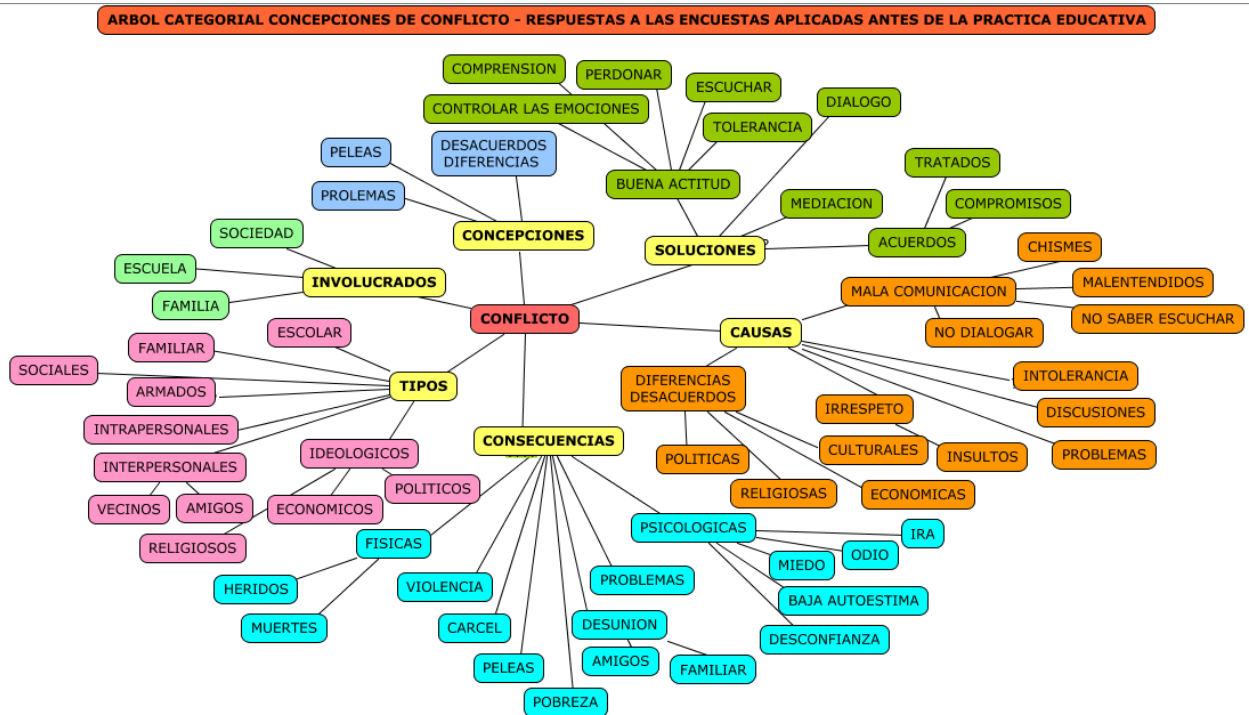 ARBOL CATEGORIAL CONCEPCIONES DE CONFLICTO - RESPUESTAS A LAS ENCUESTAS APLICADAS ANTES DE LA PRACTICA EDUCATIVA
COMPRENSION
PERDONAR
ESCUCHAR
DIALOGO
CONTROLAR LAS EMOCIONES
TOLERANCIA
BUENA ACTITUD
MEDIACION
TRATADOS
COMPROMISOS
ACUERDOS
SOLUCIONES
PELEAS
DESACUERDOS
DIFERENCIAS
PROLEMAS
CONCEPCIONES
SOCIEDAD
ESCUELA
FAMILIA
INVOLUCRADOS
CONFLICTO
CAUSAS
MALA COMUNICACION
CHISMES
MALENTENDIDOS
NO SABER ESCUCHAR
NO DIALOGAR
DIFERENCIAS
DESACUERDOS
POLITICAS
RELIGIOSAS
ECONOMICAS
CULTURALES
IRRESPETO
INSULTOS
INTOLERANCIA
DISCUSIONES
PROBLEMAS
TIPOS
ESCOLAR
FAMILIAR
SOCIALES
ARMADOS
INTRAPERSONALES
INTERPERSONALES
VECINOS
AMIGOS
IDEOLOGICOS
POLITICOS
ECONOMICOS
RELIGIOSOS
CONSECUENCIAS
FISICAS
HERIDOS
MUERTES
VIOLENCIA
CARCEL
PELEAS
POBREZA
DESUNION
AMIGOS
FAMILIAR
PROBLEMAS
PSICOLOGICAS
IRA
ODIO
MIEDO
BAJA AUTOESTIMA
DESCONFIANZA